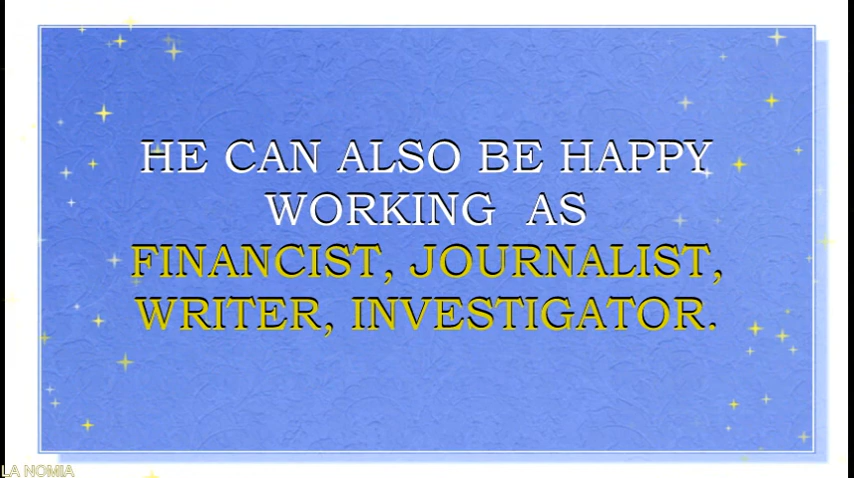 HE CAN ALSO BE HAPPY
WORKING AS
FINANCIST, JOURNALIST,
WRITER, INVESTIGATOR.
LA NOMIA